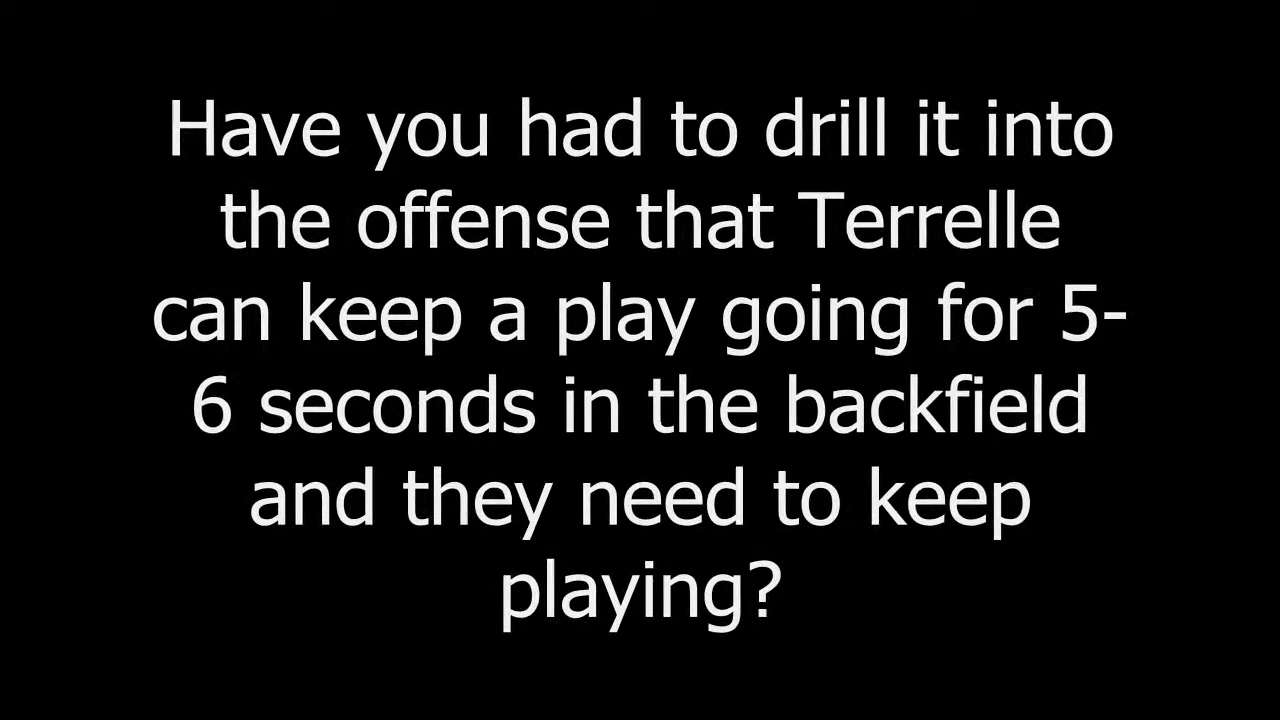 Have you had to drill it into
the offense that Terrelle
can keep a play going for 5-
6 seconds in the backfield
and they need to keep
playing?